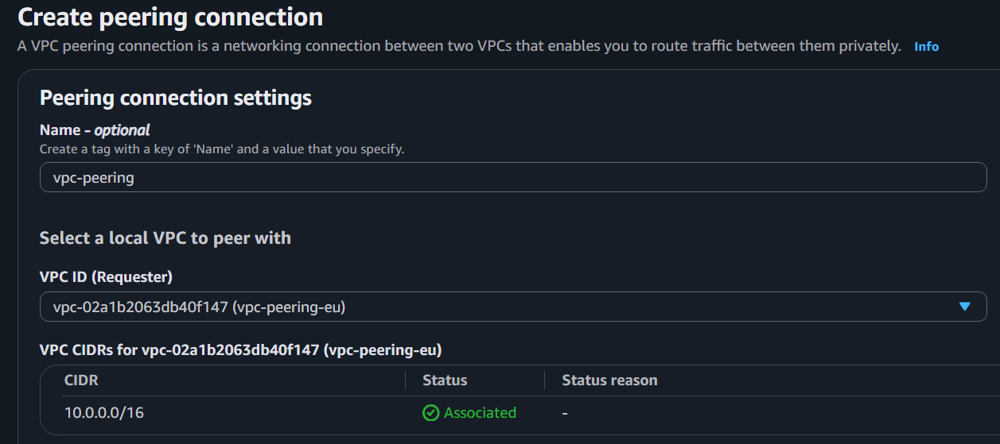 Create peering connection
A VPC peering connection is a networking connection between two VPCs that enables you to route traffic between them privately. Info
Peering connection settings
Name - optional
Create a tag with a key of 'Name' and a value that you specify.
vpc-peering
Select a local VPC to peer with
VPC ID (Requester)
vpc-02a1b2063db40f147 (vpc-peering-eu)
VPC CIDRs for vpc-02a1b2063db40f147 (vpc-peering-eu)
CIDR Status Status reason
10.0.0.0/16 Associated -